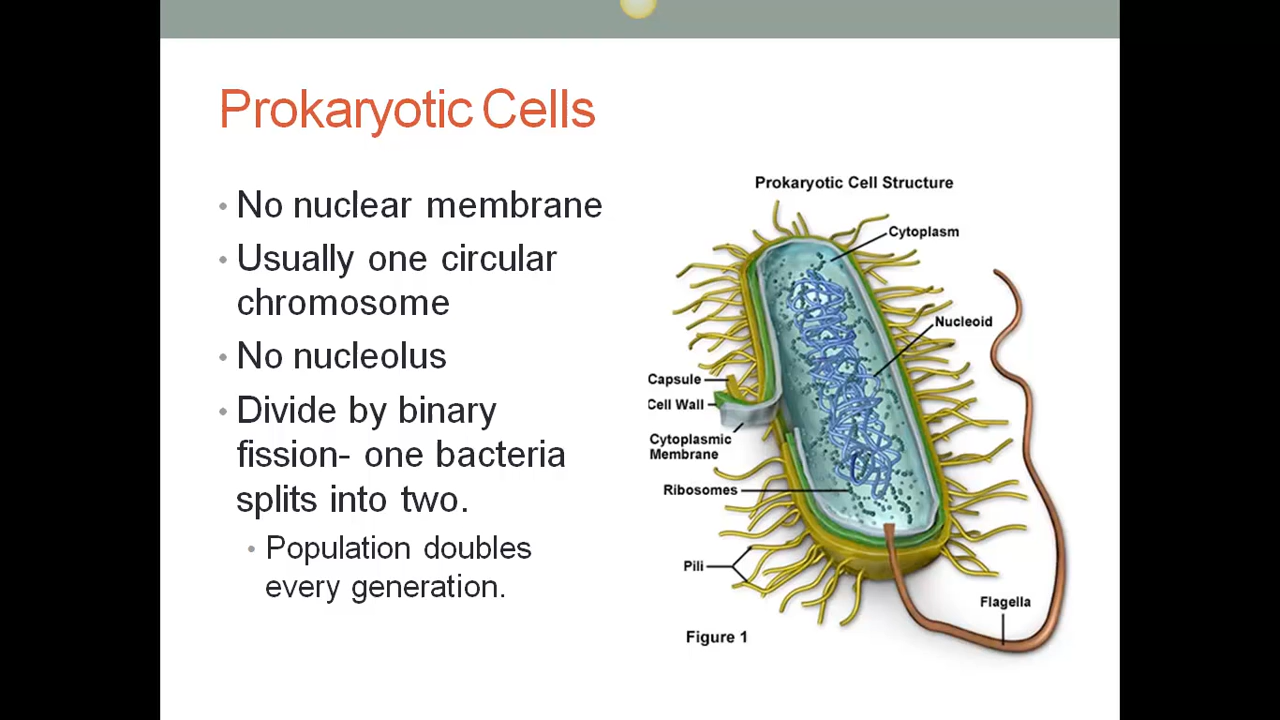 Prokaryotic Cells
• No nuclear membrane
• Usually one circular
chromosome
• No nucleolus
• Divide by binary
fission- one bacteria
splits into two.
• Population doubles
every generation.
Prokaryotic Cell Structure
Cytoplasm
Nucleoid
Capsule
Cell Wall
Cytoplasmic
Membrane
Ribosomes
Pili
Flagella
Figure 1